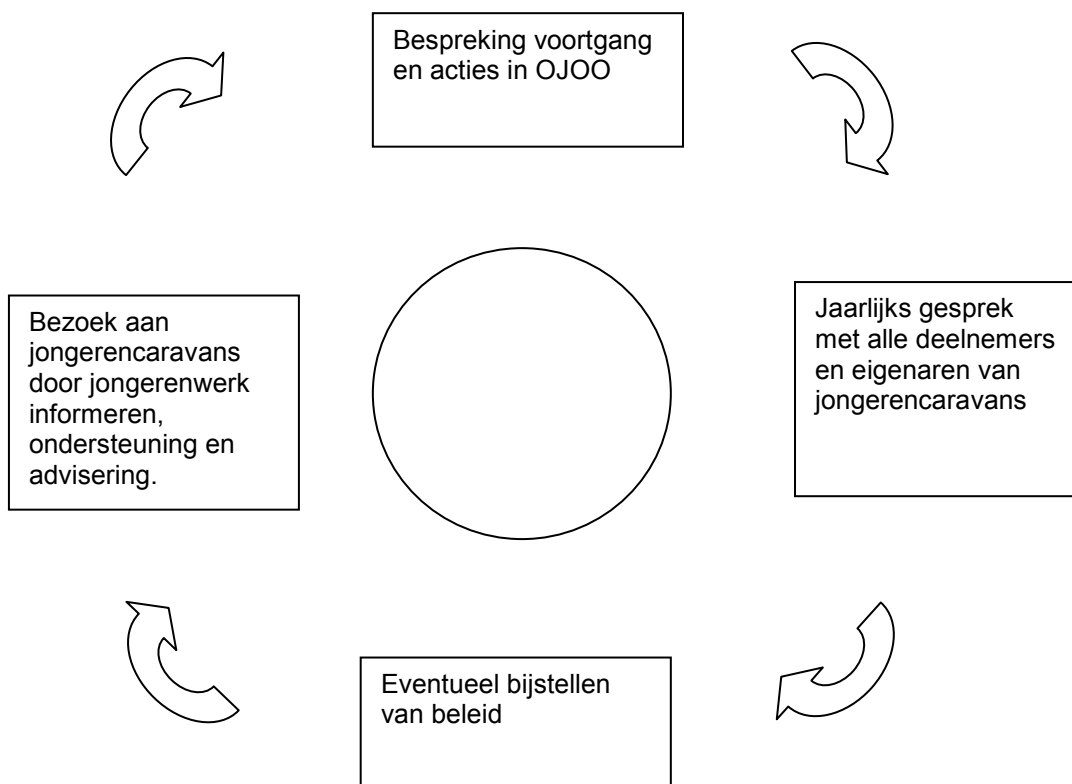 Bespreking voortgang
en acties in OJOO
Bezoek aan
jongerencaravans
door jongerenwerk
informeren,
ondersteuning en
advisering.
Jaarlijks gesprek
met alle deelnemers
en eigenaren van
jongerencaravans
Eventueel bijstellen
van beleid